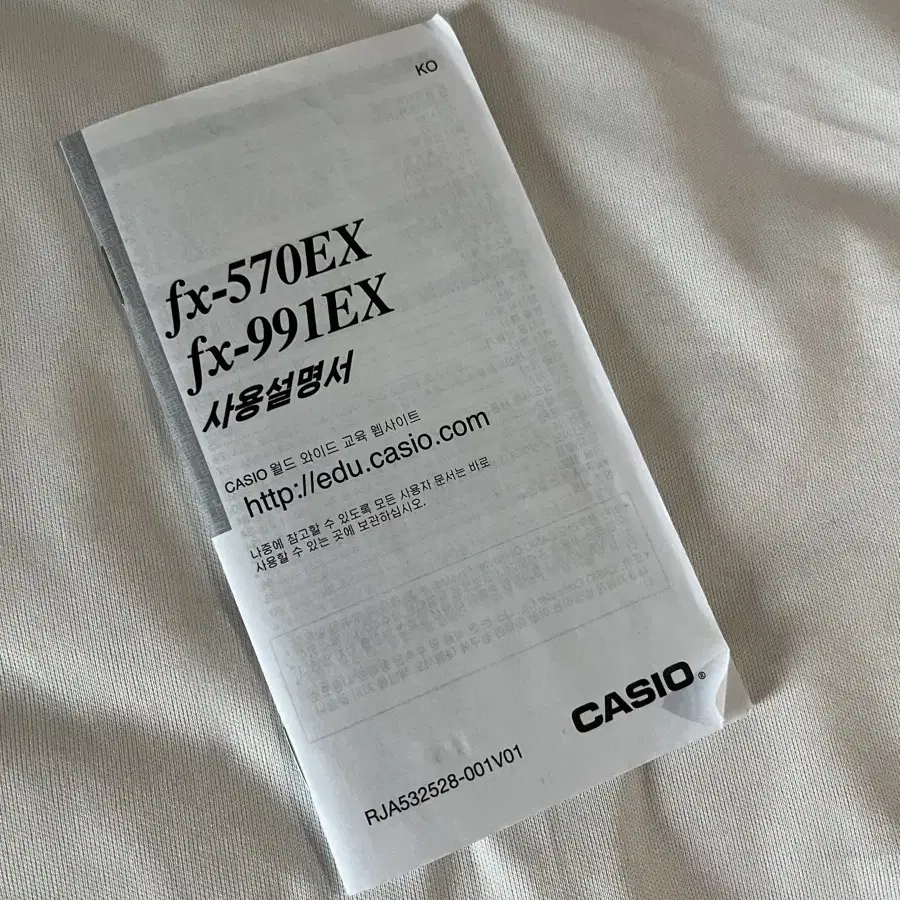 KO
fx-570EX
fx-991EX
사용설명서
CASIO 월드 와이드 교육 웹사이트
http://edu.casio.com
나중에 참고할 수 있도록 모든 사용자 문서는 바로
사용할 수 있는 곳에 보관하십시오.
CASIO®
RJA532528-001V01